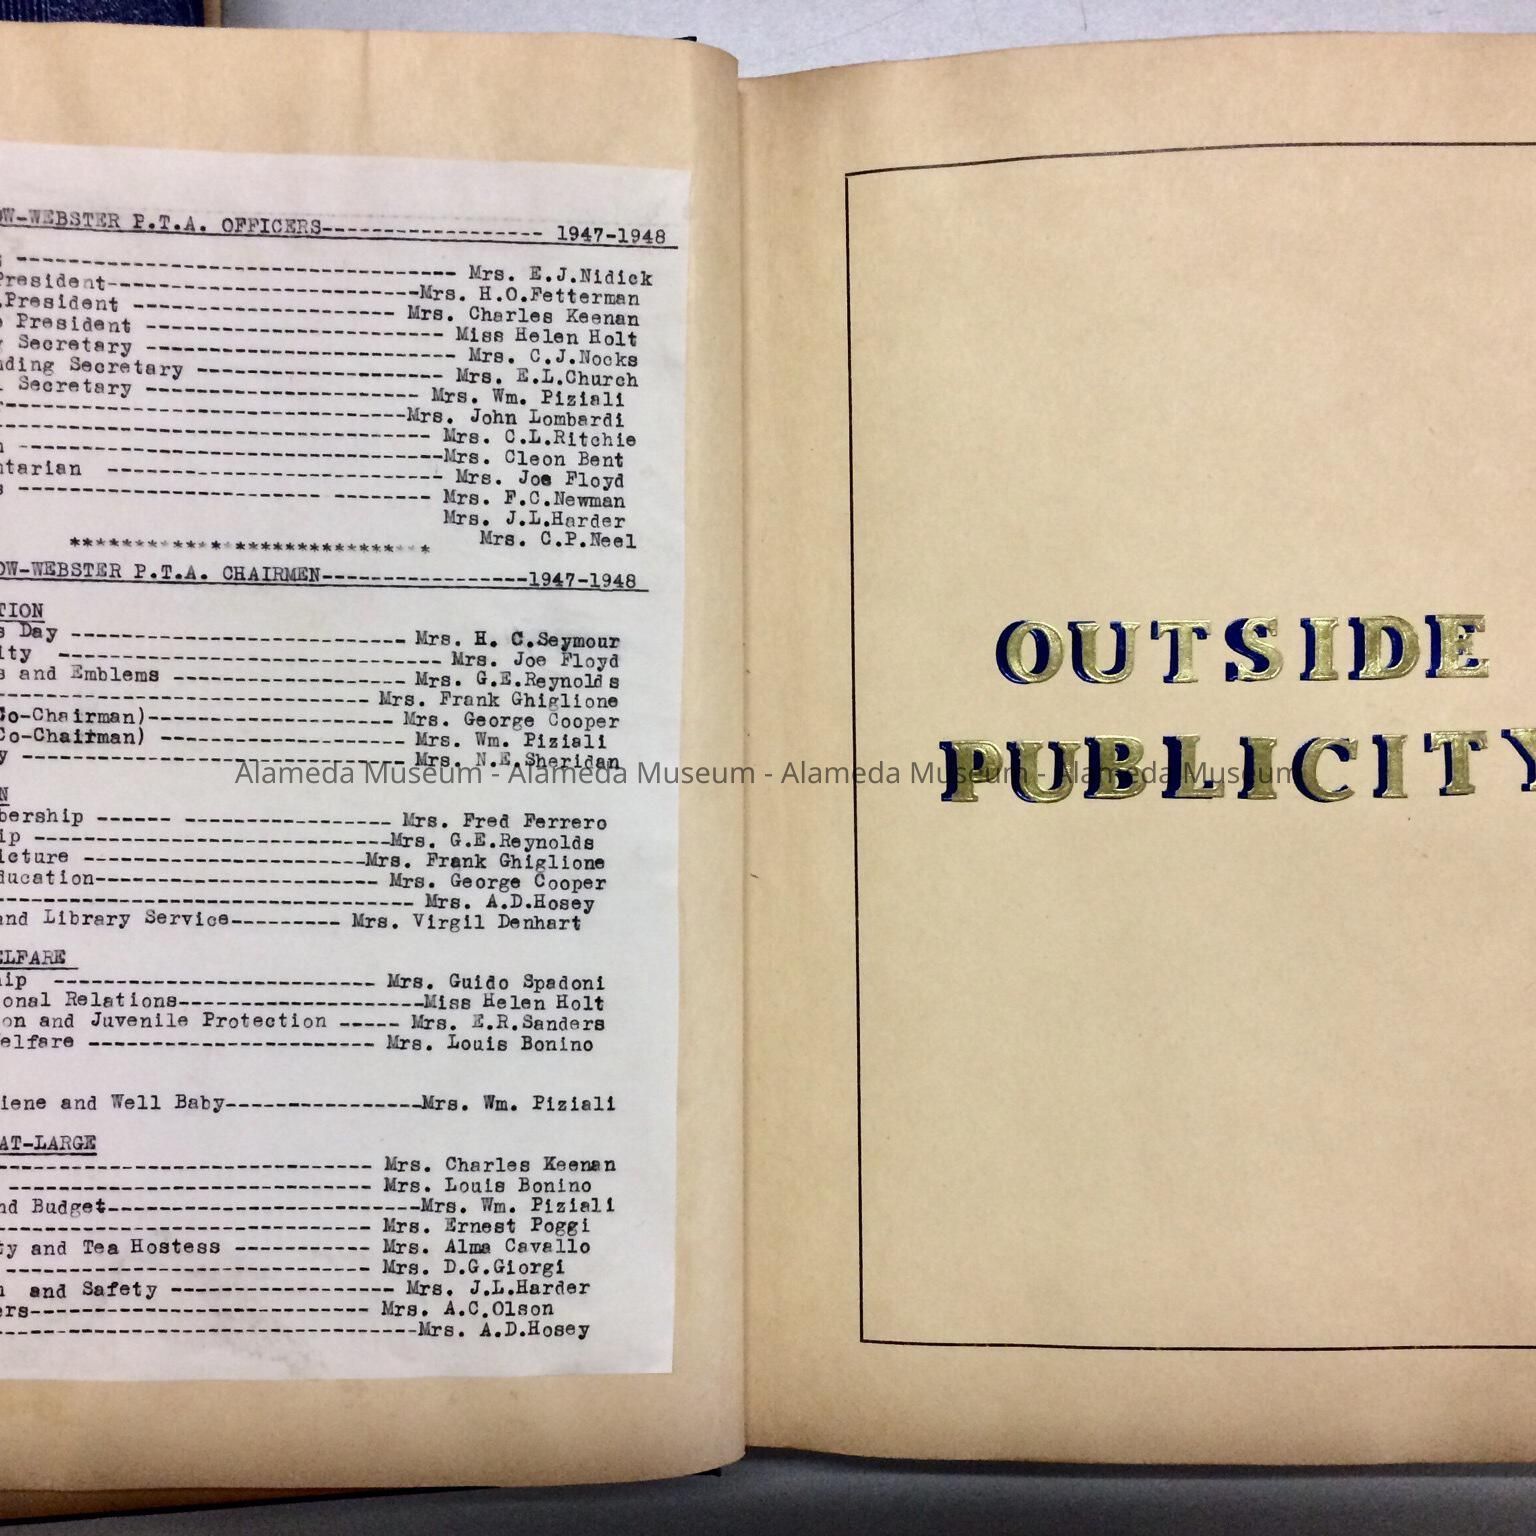 OW-WEBSTER P.T.A. OFFICERS------------------ 1947-1948
----------------------------------- Mrs. E.J.Nidick
President-------------------------Mrs. H.O.Fetterman
.President --------------------- Mrs. Charles Keenan
President ------------------------ Miss Helen Holt
Secretary ------------------------- Mrs. C.J.Nocks
nding Secretary -------------------- Mrs. E.L.Church
Secretary ---------------------- Mrs. Wm. Piziali
--------------------------------Mrs. John Lombardi
---------------------------------- Mrs. C.L.Ritchie
----------------------------------Mrs. Cleon Bent
ntarian --------------------------- Mrs. Joe Floyd
------------------------ -------- Mrs. F.C.Newman
Mrs. J.L.Harder
Mrs. C.P.Neel
*****************************
OW-WEBSTER P.T.A. CHAIRMEN-----------------1947-1948
TION
s Day --------------------------- Mrs. H. C.Seymour
ity ------------------------------ Mrs. Joe Floyd
s and Emblems ------------------- Mrs. G.E.Reynolds
------------------------------ Mrs. Frank Ghiglione
Co-Chairman)-------------------- Mrs. George Cooper
Co-Chairman) -------------------- Mrs. Wm. Piziali
y ------------------------------- Mrs. N.E.Sheridan
N
bership ------ ----------------- Mrs. Fred Ferrero
ip -----------------------------Mrs. G.E.Reynolds
icture -----------------------Mrs. Frank Ghiglione
ducation----------------------- Mrs. George Cooper
---------------------------------- Mrs. A.D.Hosey
and Library Service--------- Mrs. Virgil Denhart
ELFARE
ip -------------------------- Mrs. Guido Spadoni
onal Relations--------------------Miss Helen Holt
on and Juvenile Protection ----- Mrs. E.R.Sanders
elfare ----------------------- Mrs. Louis Bonino
iene and Well Baby----------------Mrs. Wm. Piziali
AT-LARGE
------------------------------ Mrs. Charles Keenan
----------------------------- Mrs. Louis Bonino
nd Budget-------------------------Mrs. Wm. Piziali
------------------------------ Mrs. Ernest Poggi
ty and Tea Hostess ----------- Mrs. Alma Cavallo
----------------------------- Mrs. D.G.Giorgi
and Safety ------------------ Mrs. J.L.Harder
ers--------------------------- Mrs. A.C.Olson
----------------------------------Mrs. A.D.Hosey
OUTSIDE
PUBLICITY
Alameda Museum - Alameda Museum - Alameda Museum - Alameda Museum